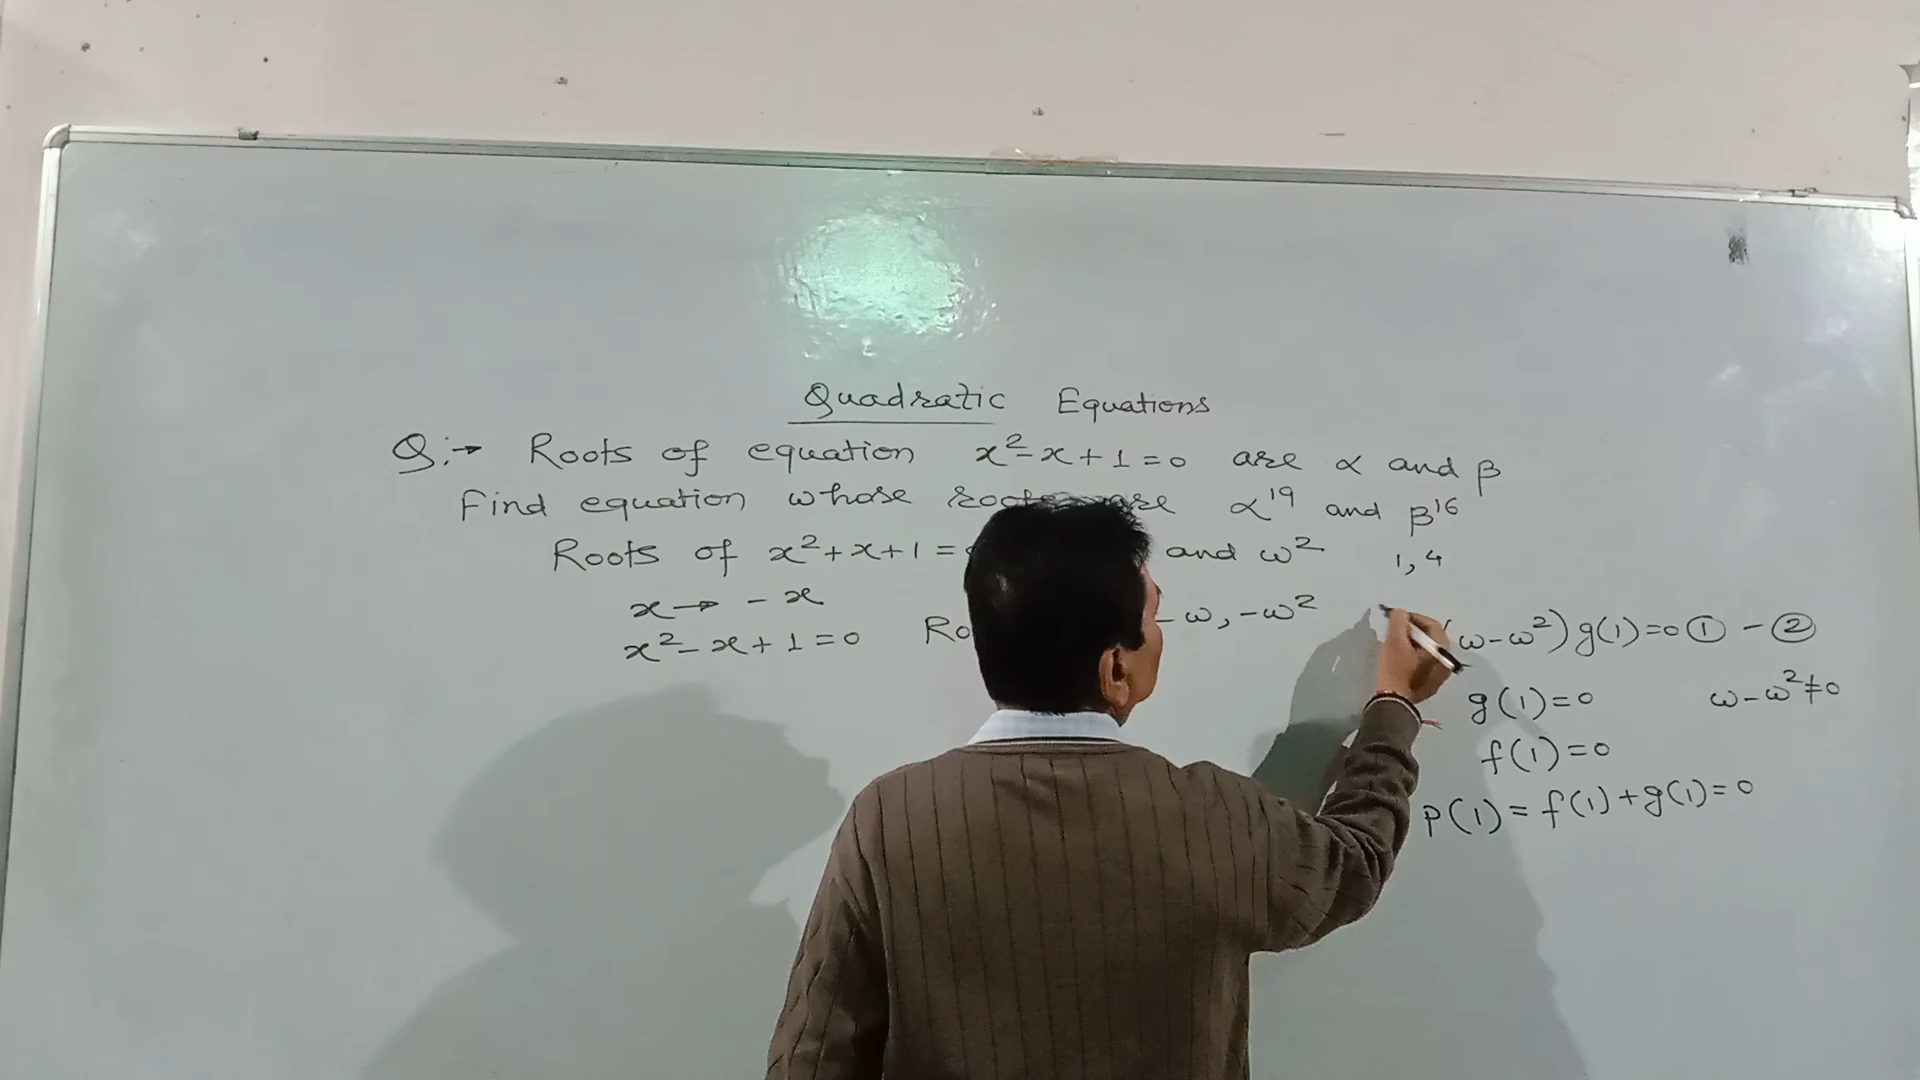 Quadratic Equations
Q:→ Roots of equation x²-x+1=0 are α and β
Find equation whose roots are α¹⁹ and β¹⁶
Roots of x²+x+1= and ω² 1,4
x → -x
x²-x+1=0 -ω, -ω²
ω-ω²) g(1)=0 ① - ②
g(1)=0 ω-ω²≠0
f(1)=0
p(1)=f(1)+g(1)=0